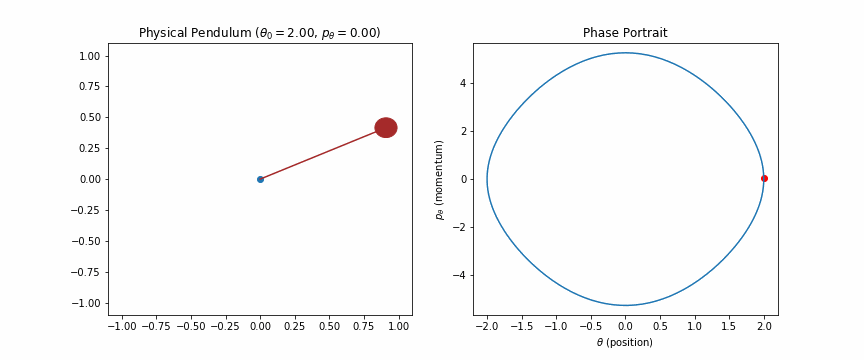 Physical Pendulum (θ₀ = 2.00, pθ = 0.00)
1.00
0.75
0.50
0.25
0.00
−0.25
−0.50
−0.75
−1.00
−1.00 −0.75 −0.50 −0.25 0.00 0.25 0.50 0.75 1.00
Phase Portrait
pθ (momentum)
4
2
0
−2
−4
−2.0 −1.5 −1.0 −0.5 0.0 0.5 1.0 1.5 2.0
θ (position)